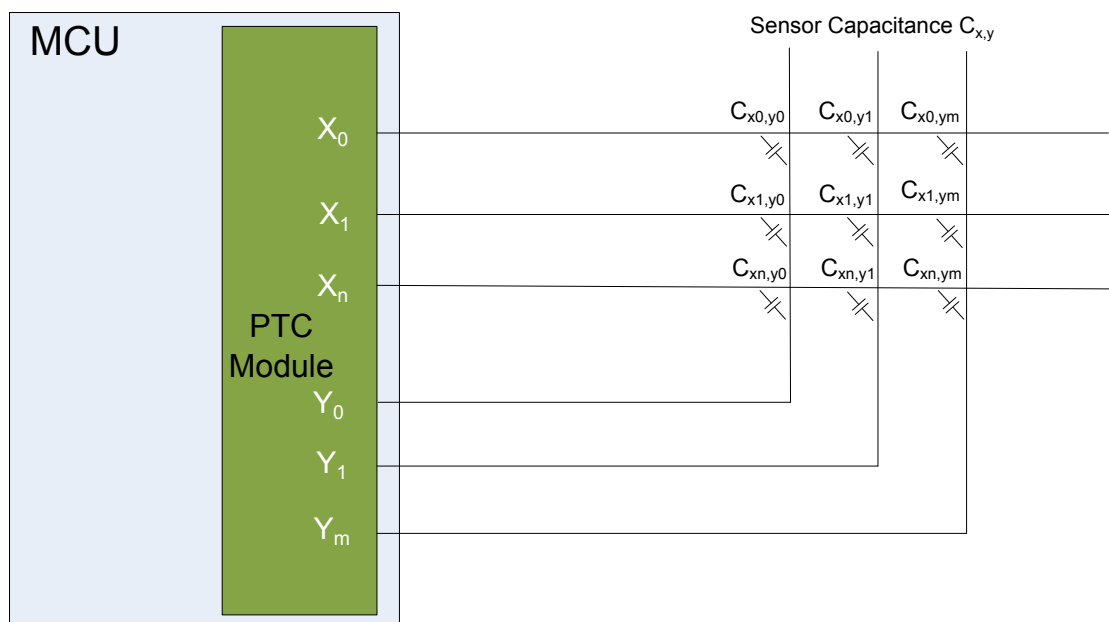 MCU
Sensor Capacitance Cx,y
Cx0,y0 Cx0,y1 Cx0,ym
X0
Cx1,y0 Cx1,y1 Cx1,ym
X1
Cxn,y0 Cxn,y1 Cxn,ym
Xn
PTC
Module
Y0
Y1
Ym